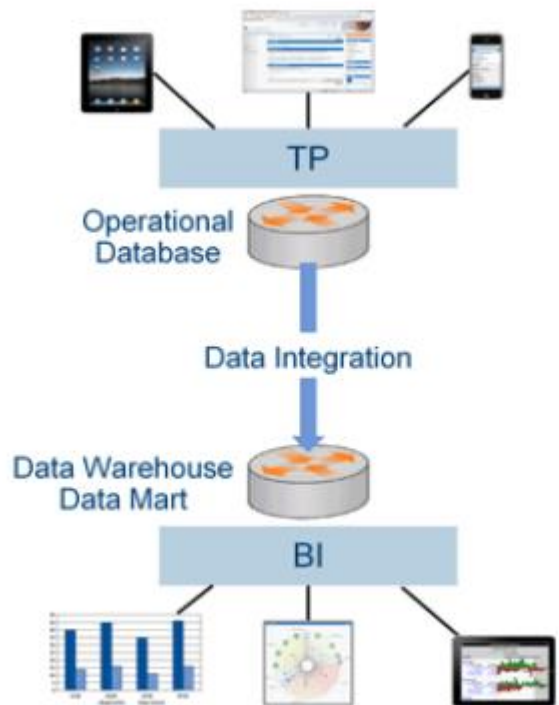 TP
Operational
Database
Data Integration
Data Warehouse
Data Mart
BI